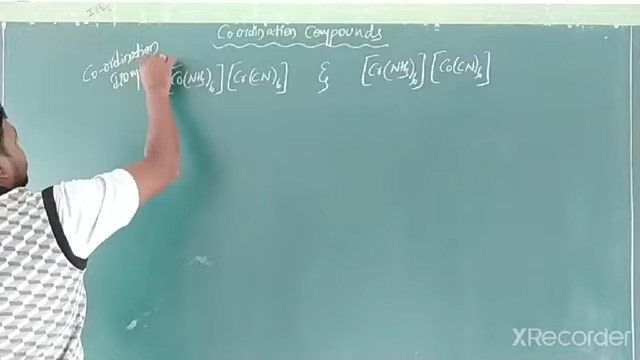 Coordination Compounds
Co-ordination
[Co(NH₃)₆][Cr(CN)₆] & [Cr(NH₃)₆][Co(CN)₆]
XRecorder